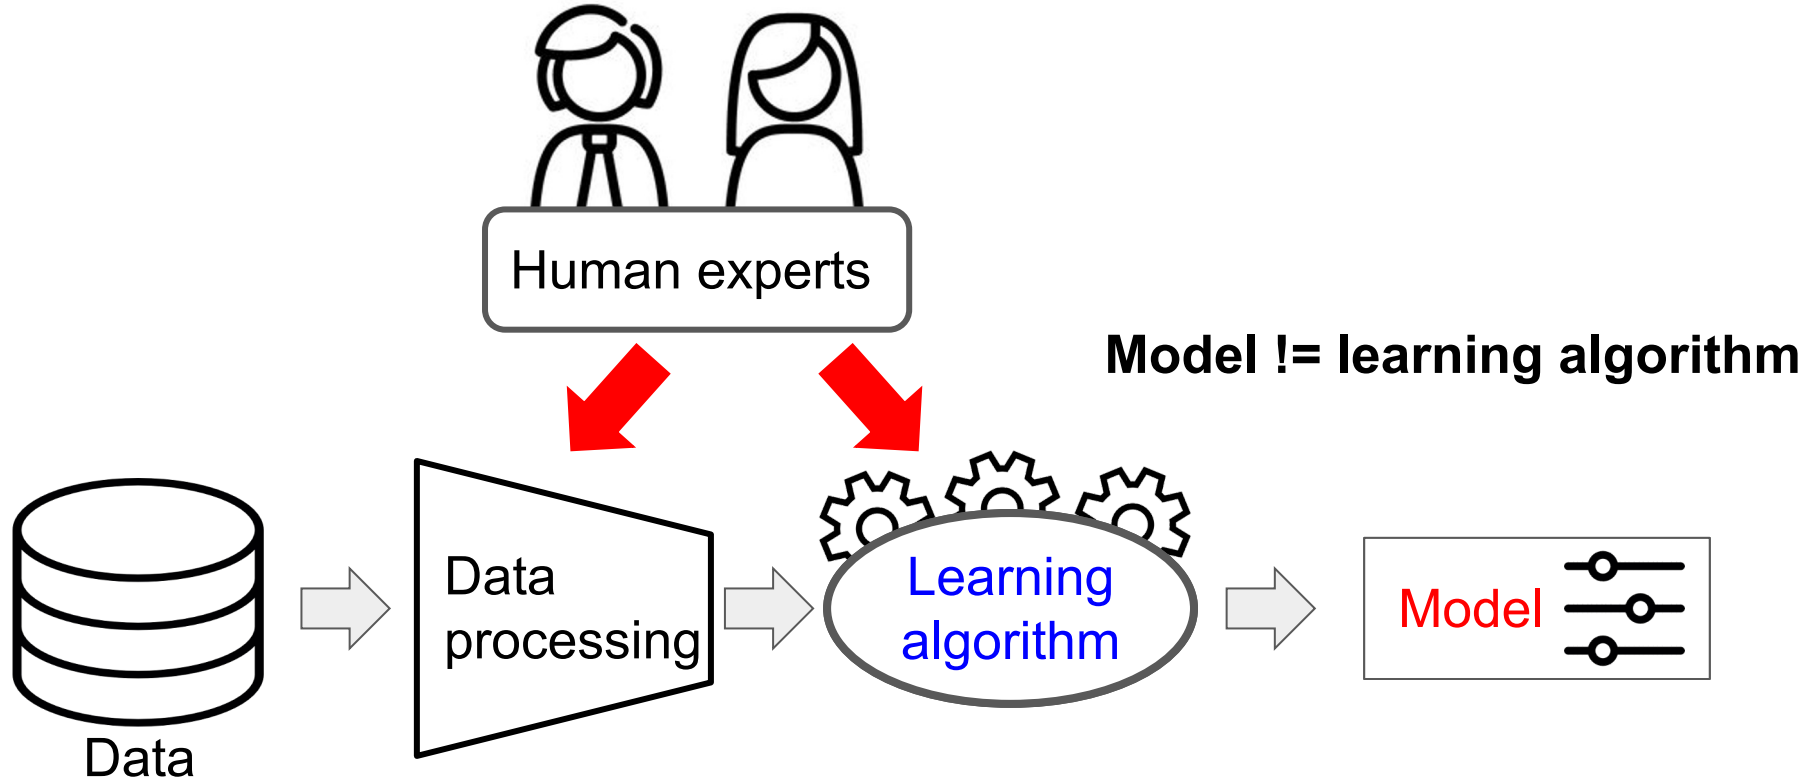 Human experts
Model != learning algorithm
Data
Data
processing
Learning
algorithm
Model